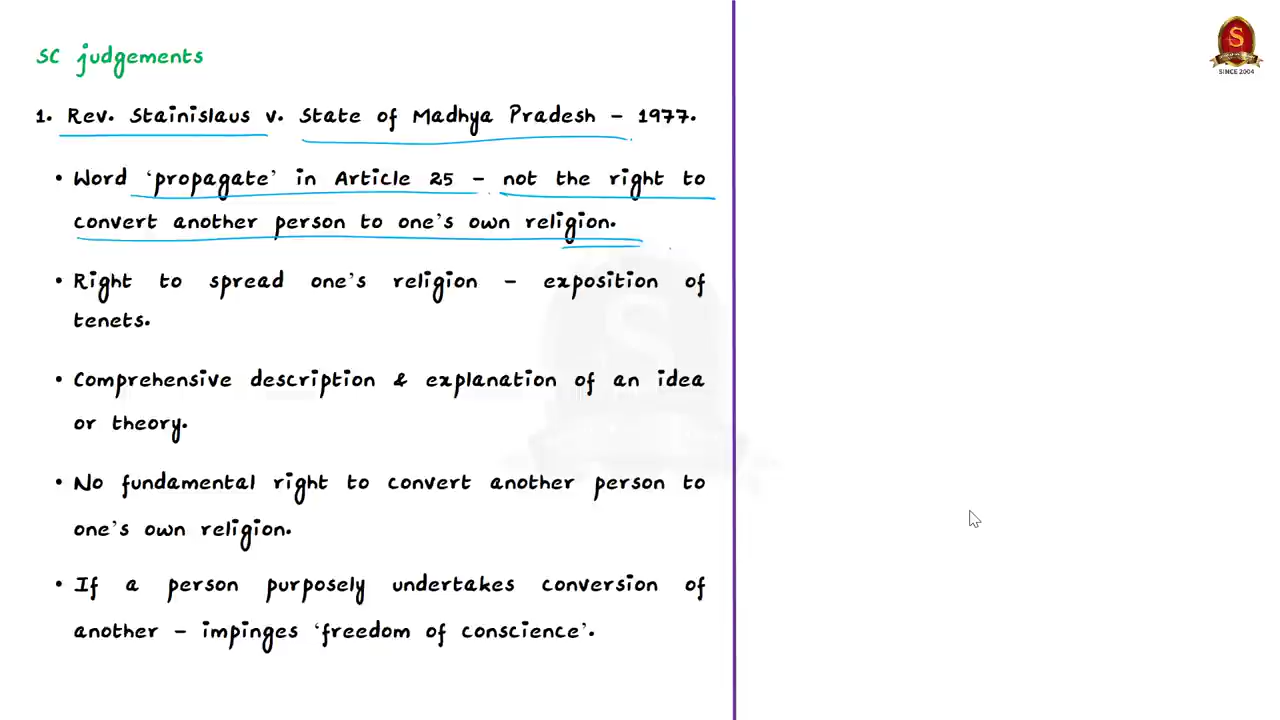 SC judgements
1. Rev. Stainislaus v. State of Madhya Pradesh – 1977.
• Word ‘propagate’ in Article 25 – not the right to
convert another person to one’s own religion.
• Right to spread one’s religion – exposition of
tenets.
• Comprehensive description & explanation of an idea
or theory.
• No fundamental right to convert another person to
one’s own religion.
• If a person purposely undertakes conversion of
another – impinges ‘freedom of conscience’.
S
SINCE 2004